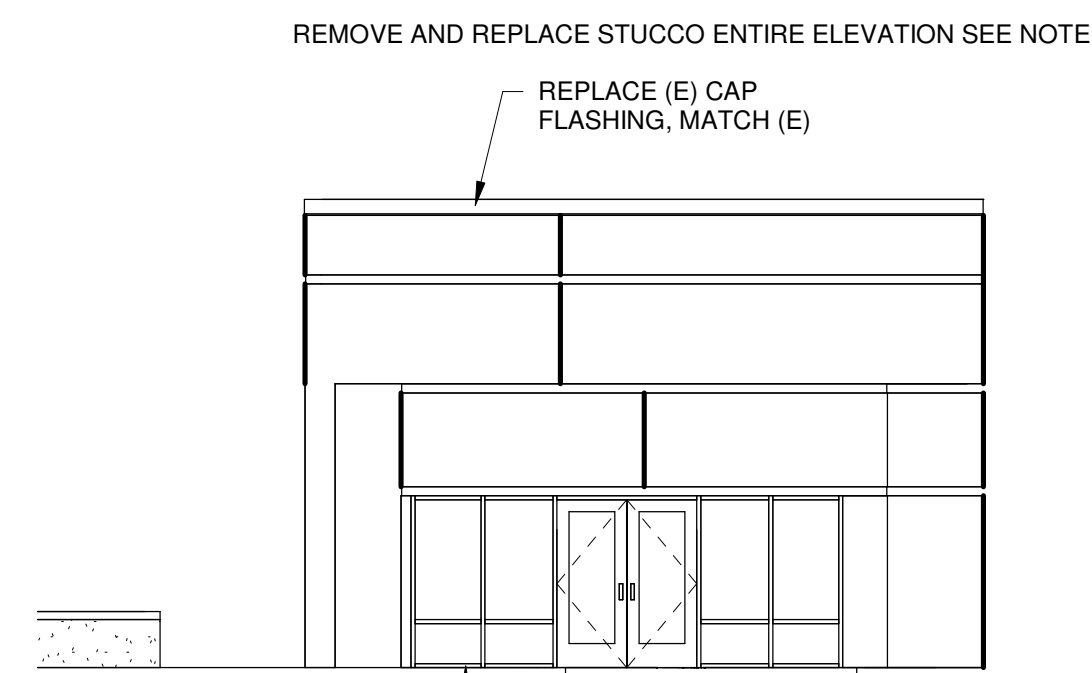 REMOVE AND REPLACE STUCCO ENTIRE ELEVATION SEE NOTE
REPLACE (E) CAP
FLASHING, MATCH (E)